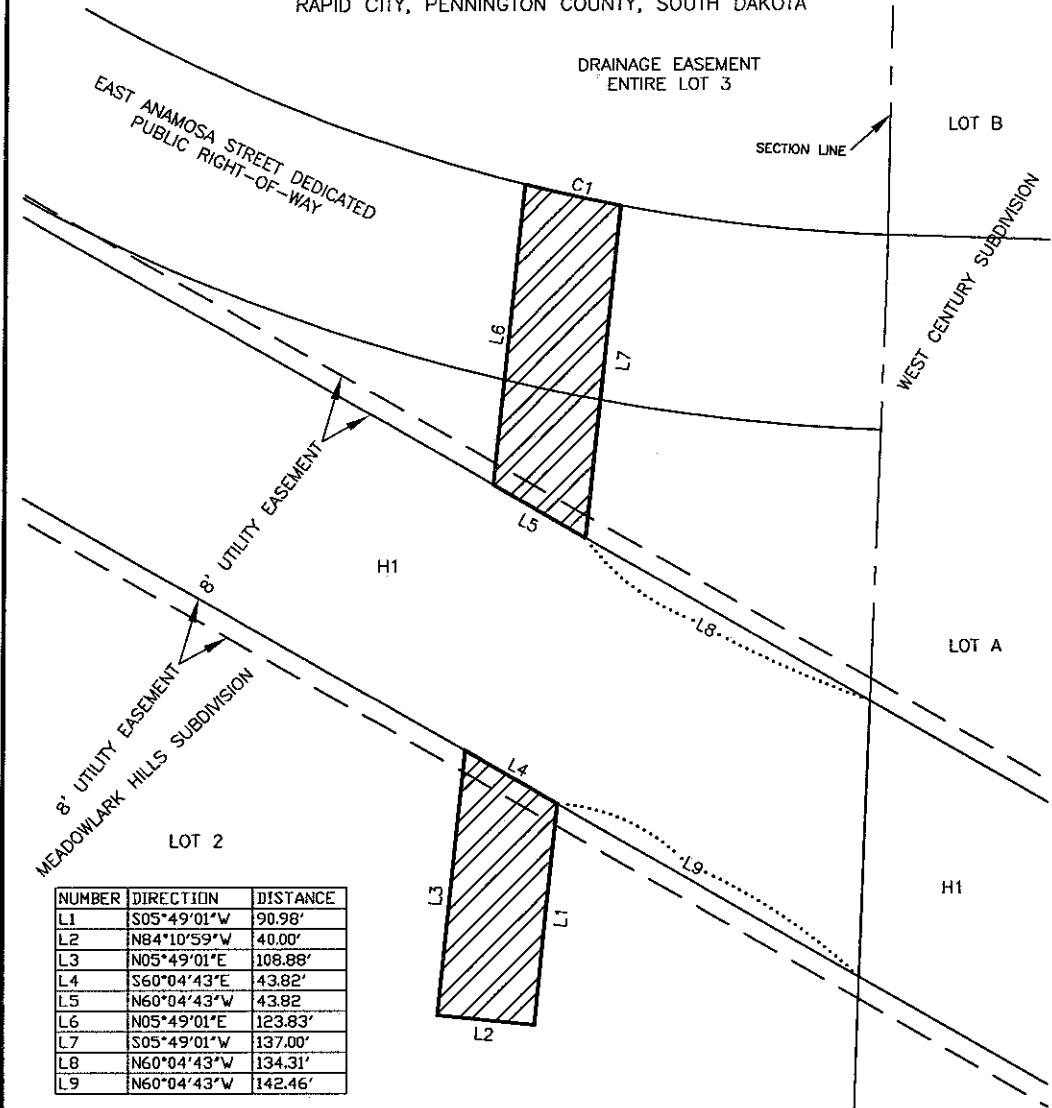 RAPID CITY, PENNINGTON COUNTY, SOUTH DAKOTA
DRAINAGE EASEMENT
ENTIRE LOT 3
LOT B
SECTION LINE
EAST ANAMOSA STREET DEDICATED
PUBLIC RIGHT-OF-WAY
C1
WEST CENTURY SUBDIVISION
L6
L7
8' UTILITY EASEMENT
L5
H1
L8
LOT A
8' UTILITY EASEMENT
MEADOWLARK HILLS SUBDIVISION
L4
LOT 2
L9
H1
L3
L1
L2
NUMBER DIRECTION DISTANCE
L1 S05°49'01"W 90.98'
L2 N84°10'59"W 40.00'
L3 N05°49'01"E 108.88'
L4 S60°04'43"E 43.82'
L5 N60°04'43"W 43.82
L6 N05°49'01"E 123.83'
L7 S05°49'01"W 137.00'
L8 N60°04'43"W 134.31'
L9 N60°04'43"W 142.46'